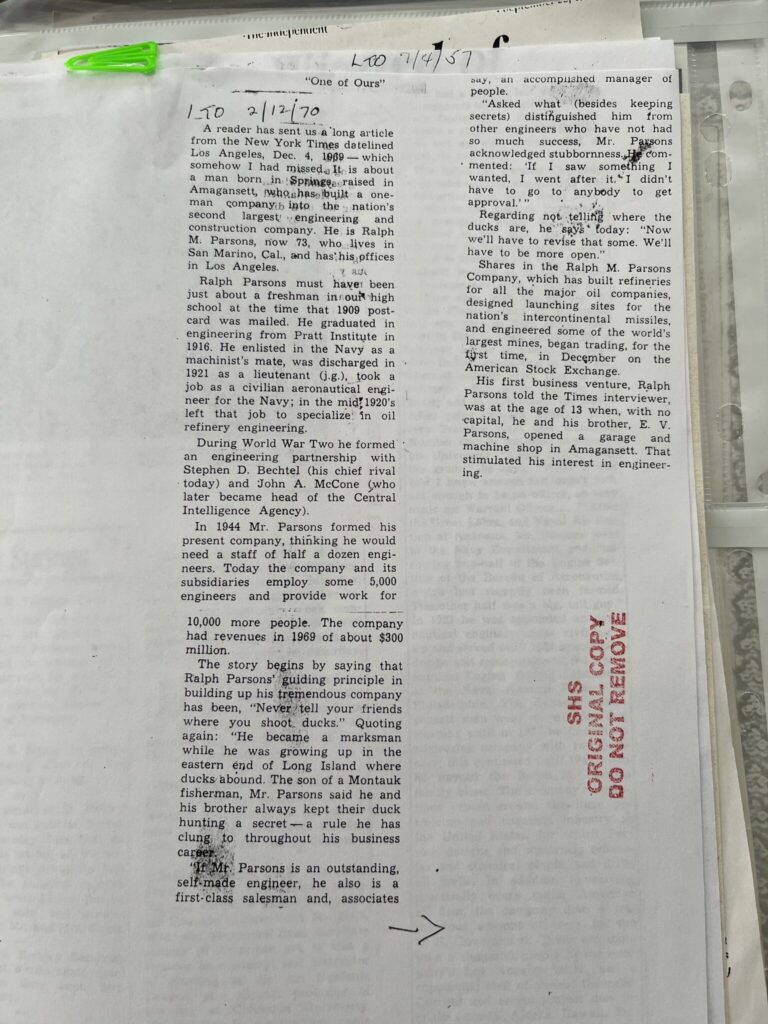 The Independent
LTO 7/4/57
"One of Ours"
LTO 2/12/70
A reader has sent us a long article
from the New York Times datelined
Los Angeles, Dec. 4, 1969 — which
somehow I had missed. It is about
a man born in Springs, raised in
Amagansett, who has built a one-
man company into the nation's
second largest engineering and
construction company. He is Ralph
M. Parsons, now 73, who lives in
San Marino, Cal., and has his offices
in Los Angeles.
Ralph Parsons must have been
just about a freshman in our high
school at the time that 1909 post-
card was mailed. He graduated in
engineering from Pratt Institute in
1916. He enlisted in the Navy as a
machinist's mate, was discharged in
1921 as a lieutenant (j.g.), took a
job as a civilian aeronautical engi-
neer for the Navy; in the mid 1920's
left that job to specialize in oil
refinery engineering.
During World War Two he formed
an engineering partnership with
Stephen D. Bechtel (his chief rival
today) and John A. McCone (who
later became head of the Central
Intelligence Agency).
In 1944 Mr. Parsons formed his
present company, thinking he would
need a staff of half a dozen engi-
neers. Today the company and its
subsidiaries employ some 5,000
engineers and provide work for
10,000 more people. The company
had revenues in 1969 of about $300
million.
The story begins by saying that
Ralph Parsons' guiding principle in
building up his tremendous company
has been, "Never tell your friends
where you shoot ducks." Quoting
again: "He became a marksman
while he was growing up in the
eastern end of Long Island where
ducks abound. The son of a Montauk
fisherman, Mr. Parsons said he and
his brother always kept their duck
hunting a secret — a rule he has
clung to throughout his business
career.
"If Mr. Parsons is an outstanding,
self-made engineer, he also is a
first-class salesman and, associates
say, an accomplished manager of
people.
"Asked what (besides keeping
secrets) distinguished him from
other engineers who have not had
so much success, Mr. Parsons
acknowledged stubbornness. He com-
mented: 'If I saw something I
wanted, I went after it. I didn't
have to go to anybody to get
approval.' "
Regarding not telling where the
ducks are, he says today: "Now
we'll have to revise that some. We'll
have to be more open."
Shares in the Ralph M. Parsons
Company, which has built refineries
for all the major oil companies,
designed launching sites for the
nation's intercontinental missiles,
and engineered some of the world's
largest mines, began trading, for the
first time, in December on the
American Stock Exchange.
His first business venture, Ralph
Parsons told the Times interviewer,
was at the age of 13 when, with no
capital, he and his brother, E. V.
Parsons, opened a garage and
machine shop in Amagansett. That
stimulated his interest in engineer-
ing.
SHS
ORIGINAL COPY
DO NOT REMOVE